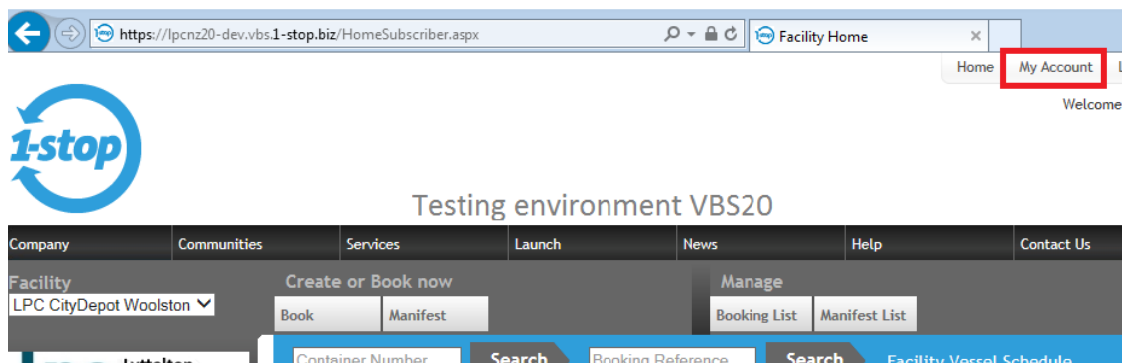 https://lpcnz20-dev.vbs.1-stop.biz/HomeSubscriber.aspx
Facility Home
Home My Account
Welcome
1-stop
Testing environment VBS20
Company Communities Services Launch News Help Contact Us
Facility Create or Book now Manage
LPC CityDepot Woolston
Book Manifest Booking List Manifest List
Container Number Search Booking Reference Search Facility Vessel Schedule